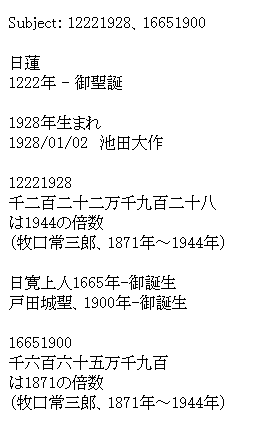 Subject: 12221928、16651900
日蓮
1222年 - 御聖誕
1928年生まれ
1928/01/02 池田大作
12221928
千二百二十二万千九百二十八
は1944の倍数
(牧口常三郎、1871年～1944年)
日寛上人1665年-御誕生
戸田城聖、1900年-御誕生
16651900
千六百六十五万千九百
は1871の倍数
(牧口常三郎、1871年～1944年)